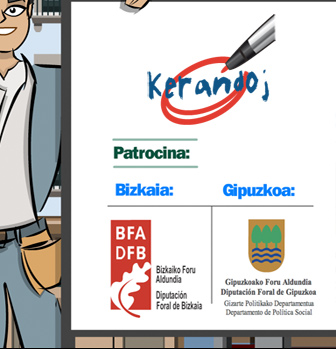 Kerandoj
Patrocina:
Bizkaia:
Gipuzkoa:
BFA
DFB
Bizkaiko Foru
Aldundia
Diputación
Foral de Bizkaia
Gipuzkoako Foru Aldundia
Diputación Foral de Gipuzkoa
Gizarte Politikako Departamentua
Departamento de Política Social